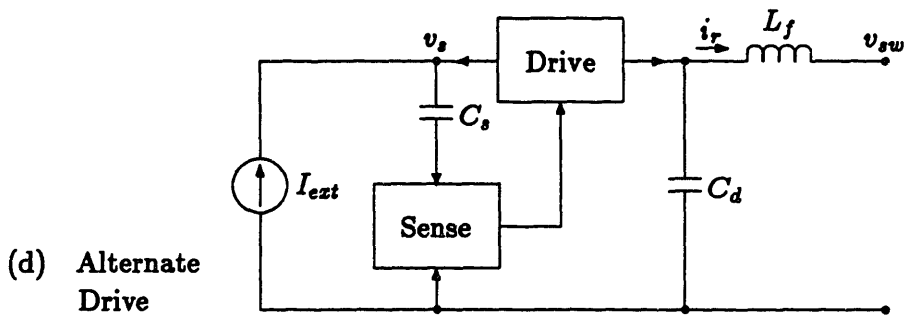 v_s
Drive
i_r
L_f
v_sw
C_s
I_ext
C_d
Sense
(d) Alternate
Drive